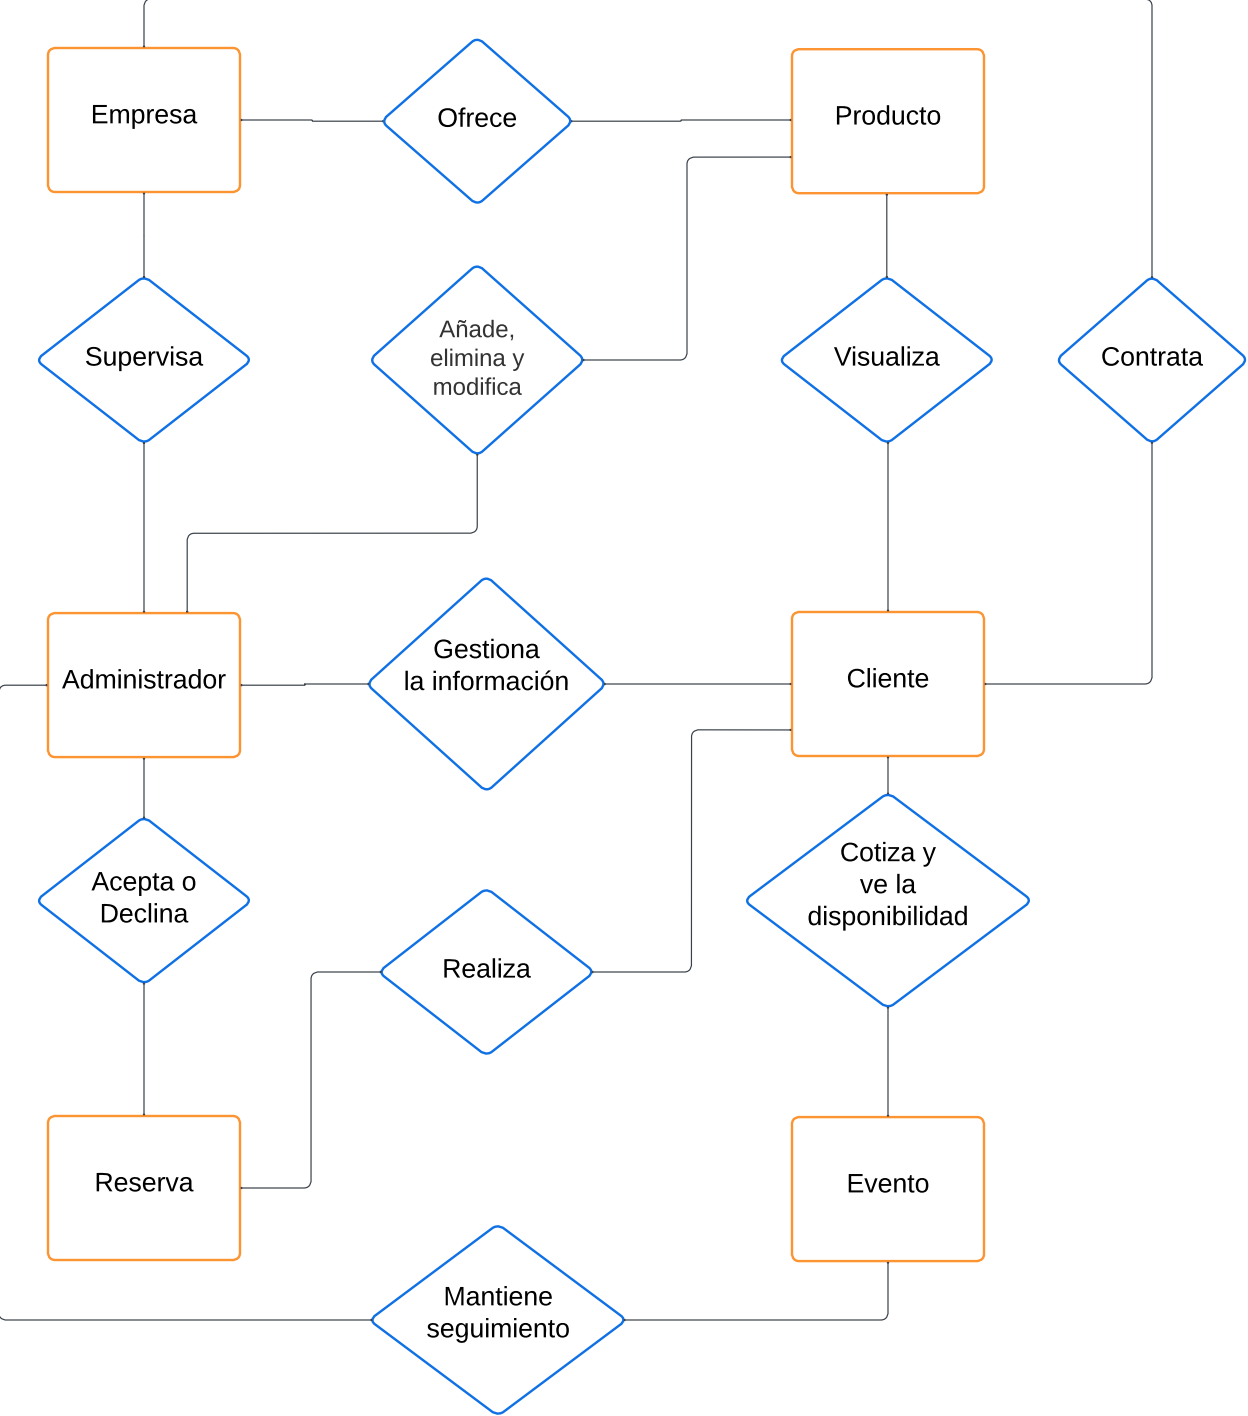 Empresa
Ofrece
Producto
Supervisa
Añade,
elimina y
modifica
Visualiza
Contrata
Administrador
Gestiona
la información
Cliente
Acepta o
Declina
Realiza
Cotiza y
ve la
disponibilidad
Reserva
Evento
Mantiene
seguimiento